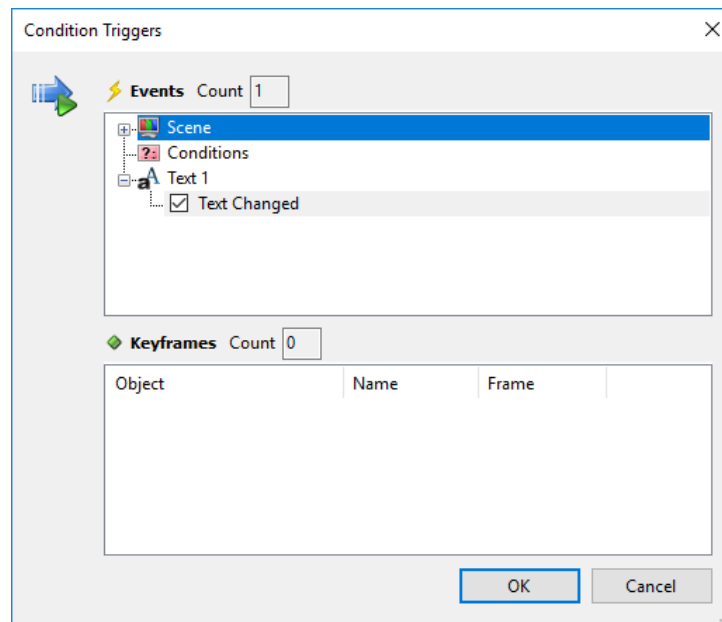 Condition Triggers
Events Count 1
Scene
?: Conditions
aA Text 1
Text Changed
Keyframes Count 0
Object Name Frame
OK Cancel